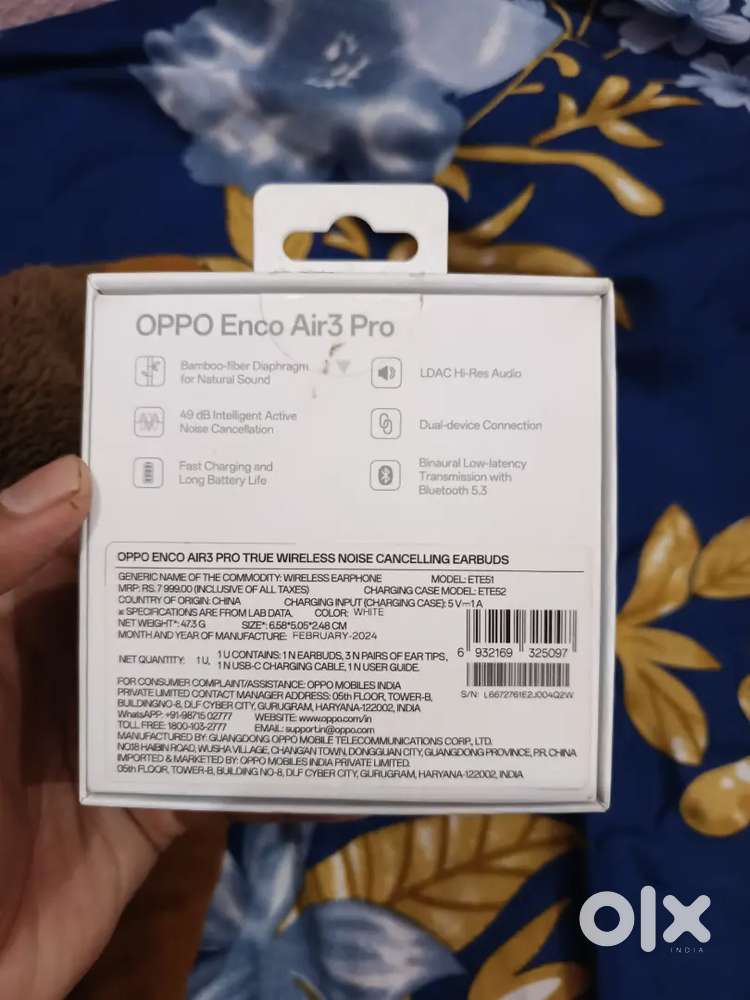 OPPO Enco Air3 Pro
Bamboo-fiber Diaphragm
for Natural Sound
LDAC Hi-Res Audio
49 dB Intelligent Active
Noise Cancellation
Dual-device Connection
Fast Charging and
Long Battery Life
Binaural Low-latency
Transmission with
Bluetooth 5.3
OPPO ENCO AIR3 PRO TRUE WIRELESS NOISE CANCELLING EARBUDS
GENERIC NAME OF THE COMMODITY: WIRELESS EARPHONE MODEL: ETE51
MRP: RS. 7 999.00 (INCLUSIVE OF ALL TAXES) CHARGING CASE MODEL: ETE52
COUNTRY OF ORIGIN: CHINA CHARGING INPUT (CHARGING CASE): 5 V⎓1 A
※ SPECIFICATIONS ARE FROM LAB DATA. COLOR: WHITE
NET WEIGHT*: 47.3 G SIZE*: 6.58*5.05*2.48 CM
MONTH AND YEAR OF MANUFACTURE: FEBRUARY-2024
NET QUANTITY: 1 U, 1 U CONTAINS: 1 N EARBUDS, 3 N PAIRS OF EAR TIPS,
1 N USB-C CHARGING CABLE, 1 N USER GUIDE.
6 932169 325097
S/N: L6672761E2J004Q2W
FOR CONSUMER COMPLAINT/ASSISTANCE: OPPO MOBILES INDIA
PRIVATE LIMITED CONTACT MANAGER ADDRESS: 05th FLOOR, TOWER-B,
BUILDINGNO-8, DLF CYBER CITY, GURUGRAM, HARYANA-122002, INDIA
WhatsAPP: +91-98715 02777 WEBSITE: www.oppo.com/in
TOLL FREE: 1800-103-2777 EMAIL: support.in@oppo.com
MANUFACTURED BY: GUANGDONG OPPO MOBILE TELECOMMUNICATIONS CORP., LTD.
NO.18 HAIBIN ROAD, WUSHA VILLAGE, CHANG'AN TOWN, DONGGUAN CITY, GUANGDONG PROVINCE, P.R. CHINA
IMPORTED & MARKETED BY: OPPO MOBILES INDIA PRIVATE LIMITED.
05th FLOOR, TOWER-B, BUILDING NO-8, DLF CYBER CITY, GURUGRAM, HARYANA-122002, INDIA
olx
INDIA